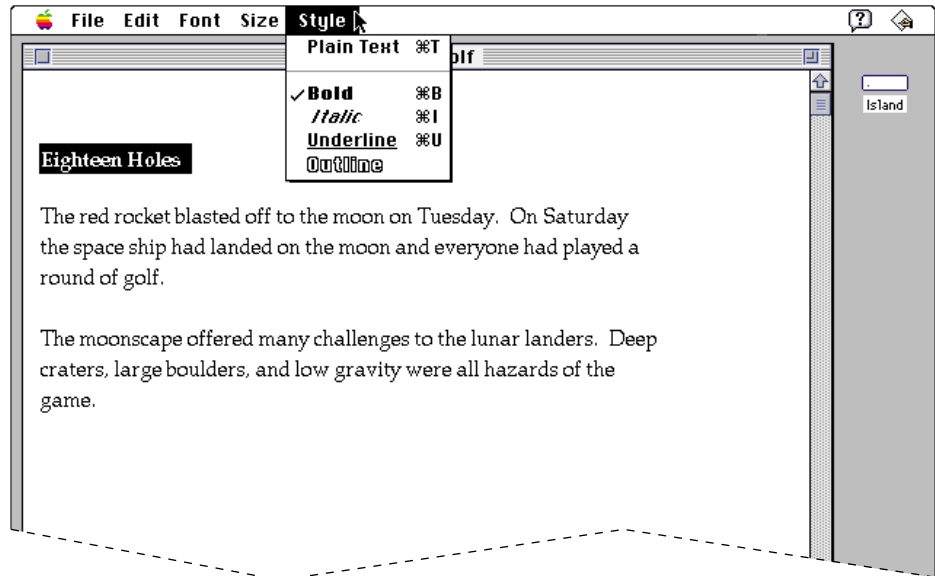 File Edit Font Size Style
Plain Text ⌘T
olf
✓Bold ⌘B
Italic ⌘I
Underline ⌘U
Outline
Island
Eighteen Holes
The red rocket blasted off to the moon on Tuesday. On Saturday
the space ship had landed on the moon and everyone had played a
round of golf.
The moonscape offered many challenges to the lunar landers. Deep
craters, large boulders, and low gravity were all hazards of the
game.